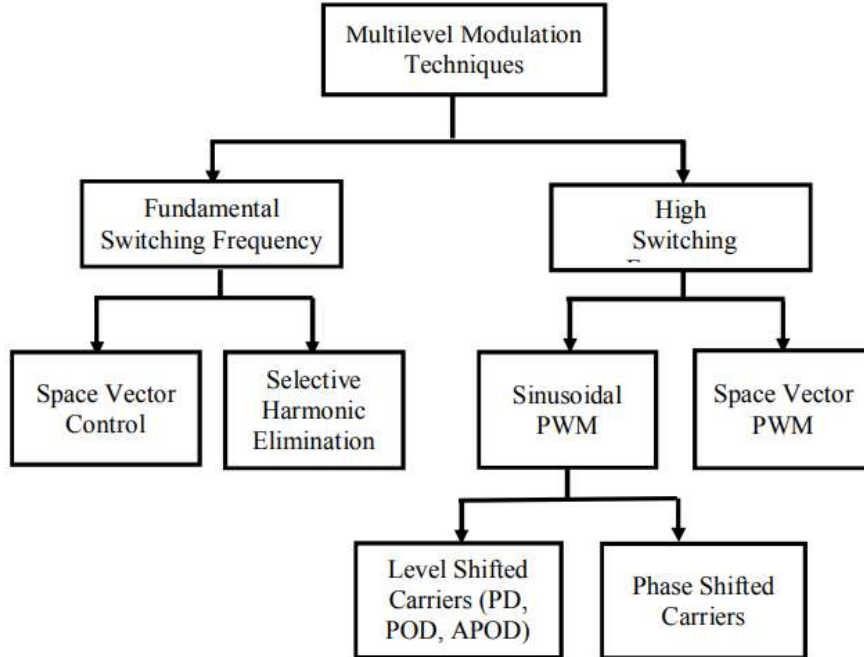 Multilevel Modulation
Techniques
Fundamental
Switching Frequency
High
Switching
Space Vector
Control
Selective
Harmonic
Elimination
Sinusoidal
PWM
Space Vector
PWM
Level Shifted
Carriers (PD,
POD, APOD)
Phase Shifted
Carriers